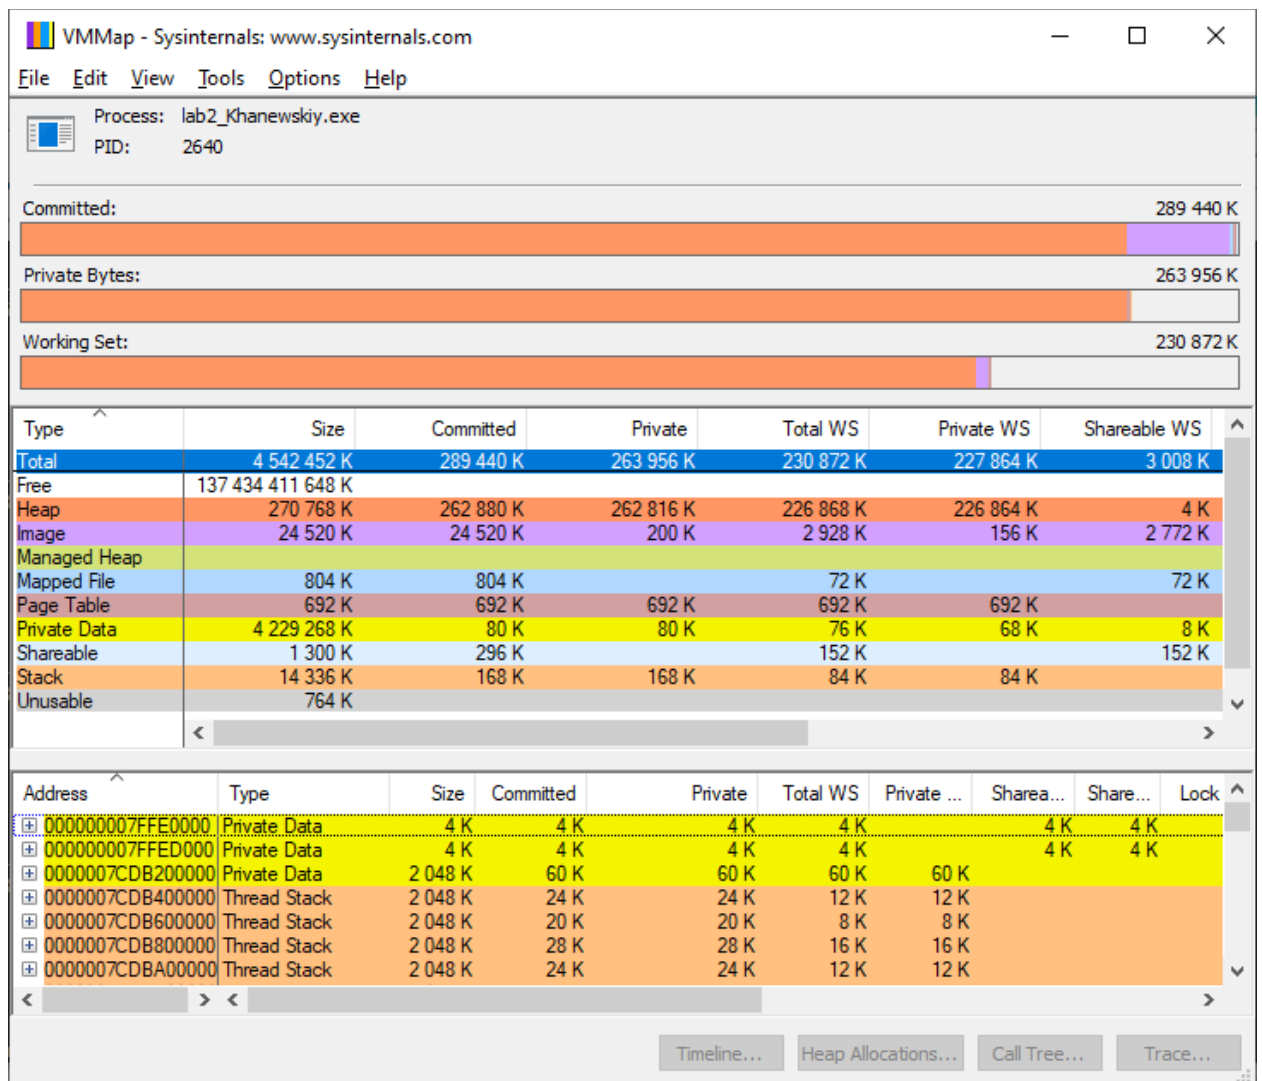 VMMap - Sysinternals: www.sysinternals.com
File Edit View Tools Options Help
Process: lab2_Khanewskiy.exe
PID: 2640
Committed: 289 440 K
Private Bytes: 263 956 K
Working Set: 230 872 K
Type Size Committed Private Total WS Private WS Shareable WS
Total 4 542 452 K 289 440 K 263 956 K 230 872 K 227 864 K 3 008 K
Free 137 434 411 648 K
Heap 270 768 K 262 880 K 262 816 K 226 868 K 226 864 K 4 K
Image 24 520 K 24 520 K 200 K 2 928 K 156 K 2 772 K
Managed Heap
Mapped File 804 K 804 K 72 K 72 K
Page Table 692 K 692 K 692 K 692 K 692 K
Private Data 4 229 268 K 80 K 80 K 76 K 68 K 8 K
Shareable 1 300 K 296 K 152 K 152 K
Stack 14 336 K 168 K 168 K 84 K 84 K
Unusable 764 K
Address Type Size Committed Private Total WS Private ... Sharea... Share... Lock
000000007FFE0000 Private Data 4 K 4 K 4 K 4 K 4 K 4 K
000000007FFED000 Private Data 4 K 4 K 4 K 4 K 4 K 4 K
0000007CDB200000 Private Data 2 048 K 60 K 60 K 60 K 60 K
0000007CDB400000 Thread Stack 2 048 K 24 K 24 K 12 K 12 K
0000007CDB600000 Thread Stack 2 048 K 20 K 20 K 8 K 8 K
0000007CDB800000 Thread Stack 2 048 K 28 K 28 K 16 K 16 K
0000007CDBA00000 Thread Stack 2 048 K 24 K 24 K 12 K 12 K
Timeline... Heap Allocations... Call Tree... Trace...